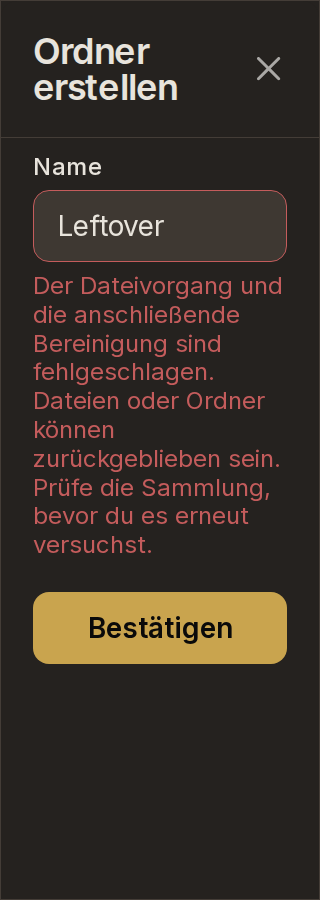 Ordner
erstellen
Name
Leftover
Der Dateivorgang und
die anschließende
Bereinigung sind
fehlgeschlagen.
Dateien oder Ordner
können
zurückgeblieben sein.
Prüfe die Sammlung,
bevor du es erneut
versuchst.
Bestätigen